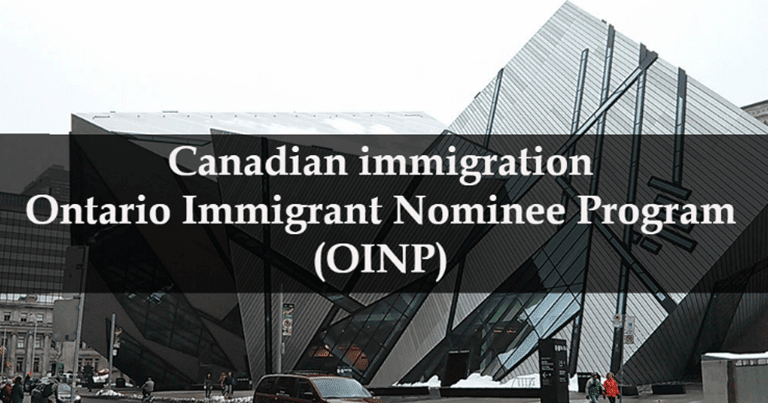 Canadian immigration
Ontario Immigrant Nominee Program
(OINP)